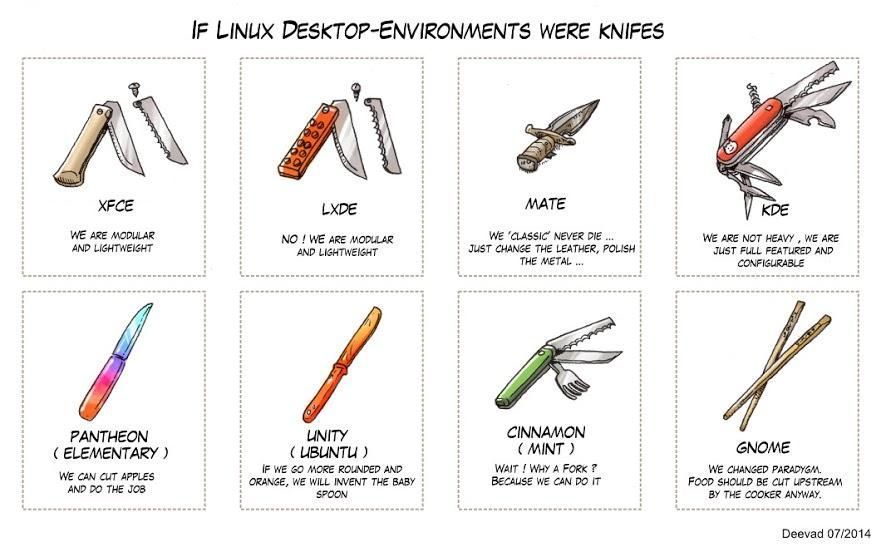 If Linux Desktop-Environments were knifes
XFCE
We are modular
and lightweight
LXDE
No ! We are modular
and lightweight
MATE
We 'classic' never die ...
just change the leather, polish
the metal ...
KDE
We are not heavy , we are
just full featured and
configurable
PANTHEON
( ELEMENTARY )
We can cut apples
and do the job
UNITY
( UBUNTU )
If we go more rounded and
orange, we will invent the baby
spoon
CINNAMON
( MINT )
Wait ! Why a Fork ?
Because we can do it
GNOME
We changed paradygm.
Food should be cut upstream
by the cooker anyway.
Deevad 07/2014